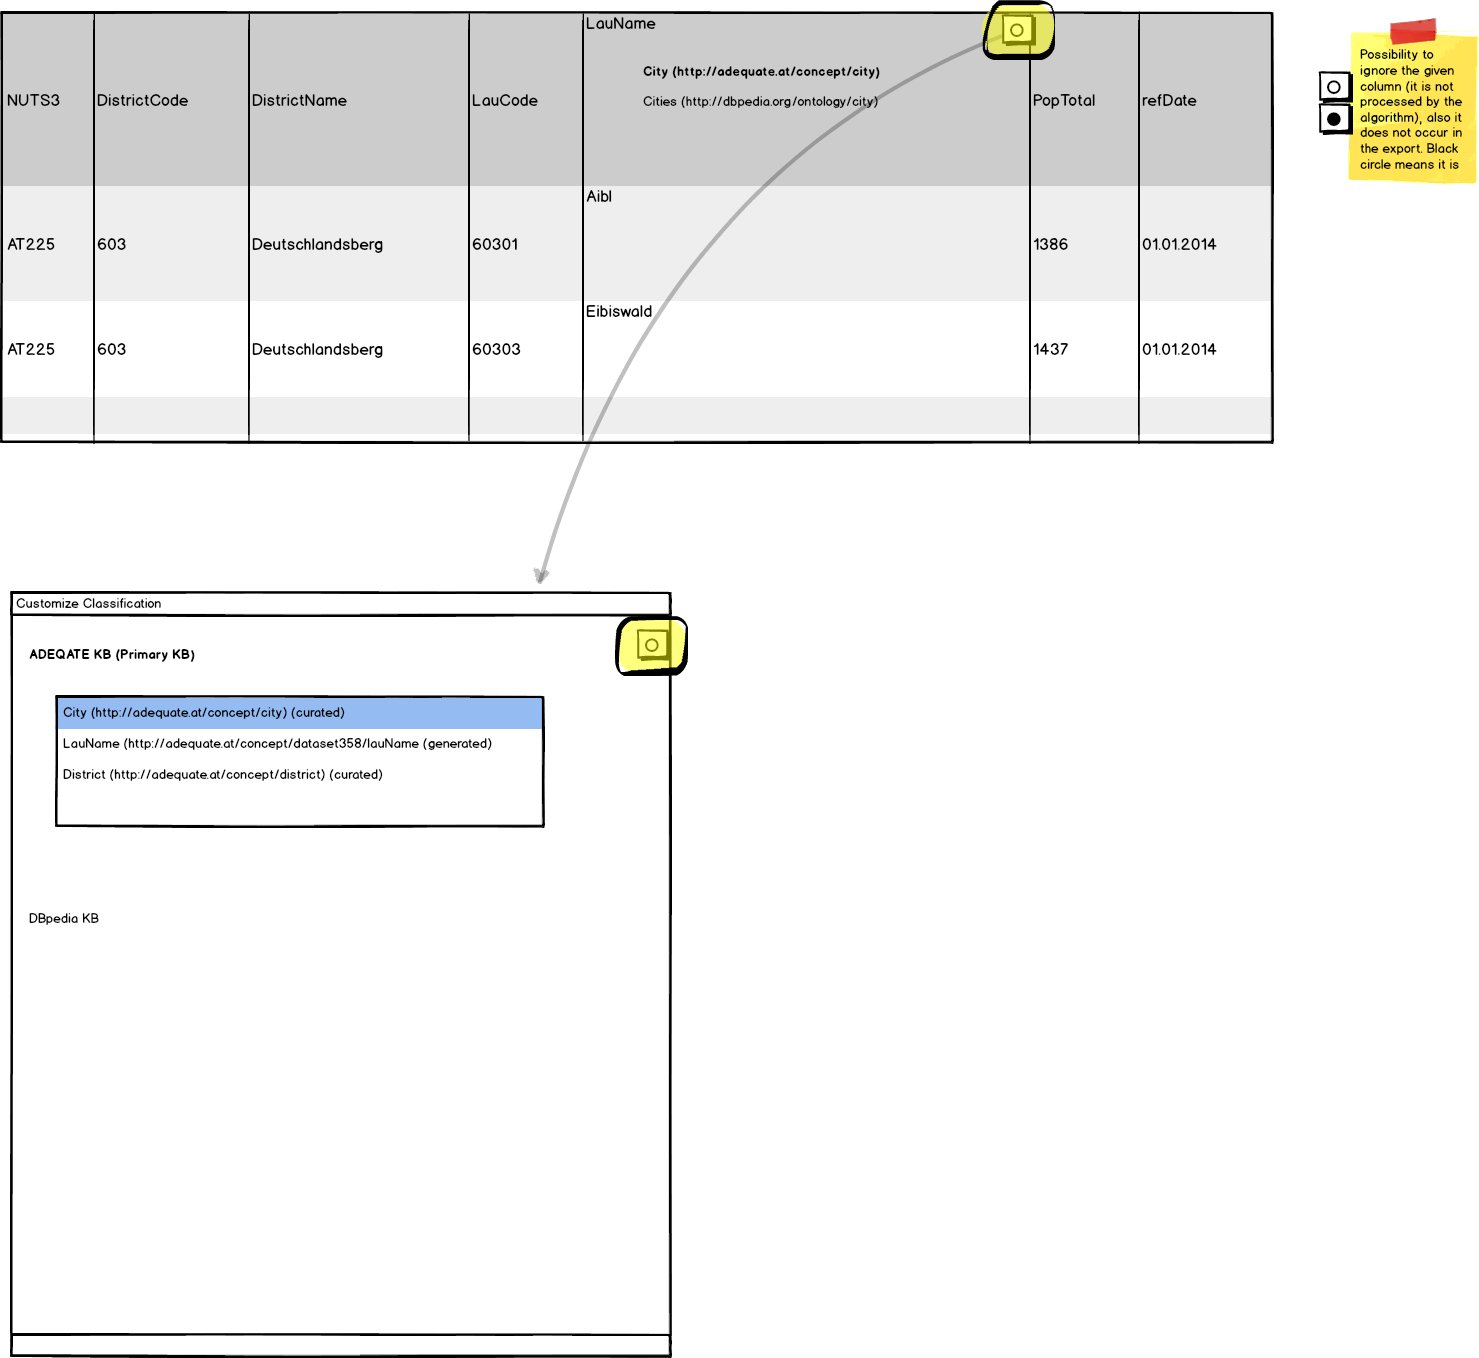 LauName
City (http://adequate.at/concept/city)
Cities (http://dbpedia.org/ontology/city)
NUTS3 DistrictCode DistrictName LauCode PopTotal refDate
Aibl
AT225 603 Deutschlandsberg 60301 1386 01.01.2014
Eibiswald
AT225 603 Deutschlandsberg 60303 1437 01.01.2014
Possibility to
ignore the given
column (it is not
processed by the
algorithm), also it
does not occur in
the export. Black
circle means it is
Customize Classification
ADEQATE KB (Primary KB)
City (http://adequate.at/concept/city) (curated)
LauName (http://adequate.at/concept/dataset358/lauName (generated)
District (http://adequate.at/concept/district) (curated)
DBpedia KB